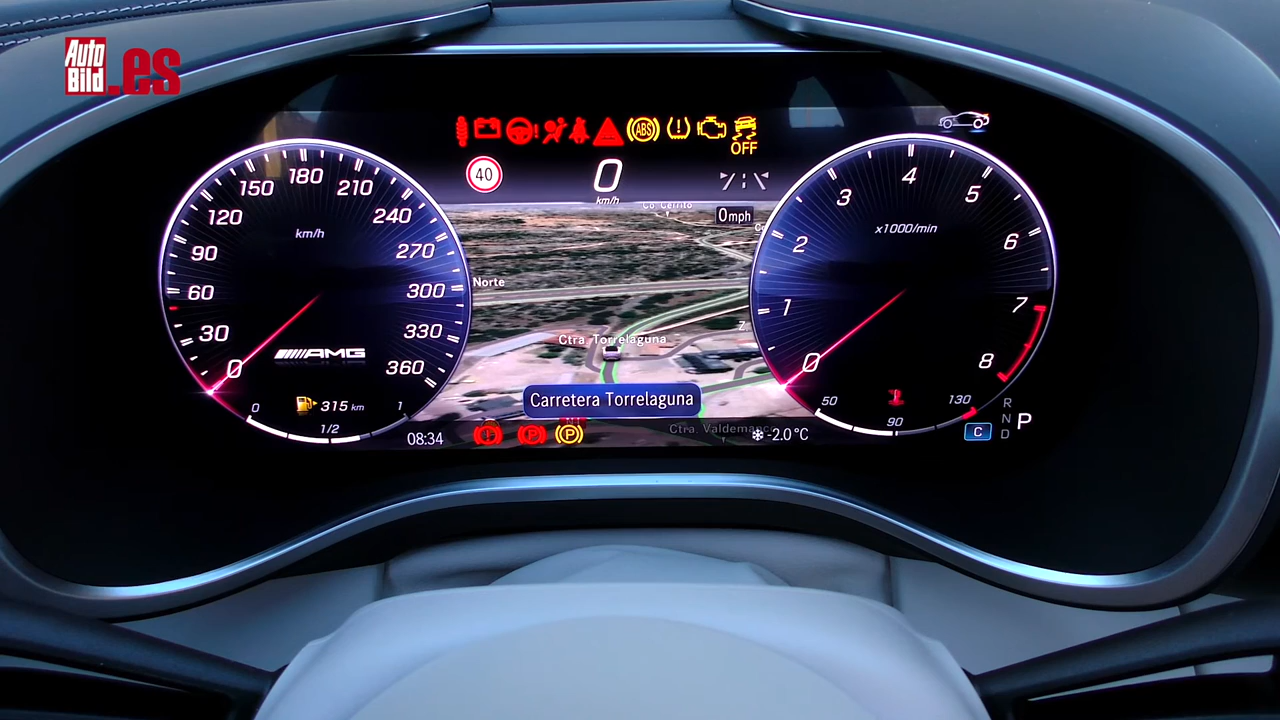 Auto
Bild.es
ABS
OFF
40
0
km/h
Co. Cerrito
0mph
Norte
Ctra. Torrelaguna
Carretera Torrelaguna
Ctra. Valdemanco
08:34
-2.0°C
0
30
60
90
120
150
180
210
240
270
300
330
360
km/h
AMG
315 km
0
1/2
1
0
1
2
3
4
5
6
7
8
x1000/min
50
90
130
C
R
N
D
P